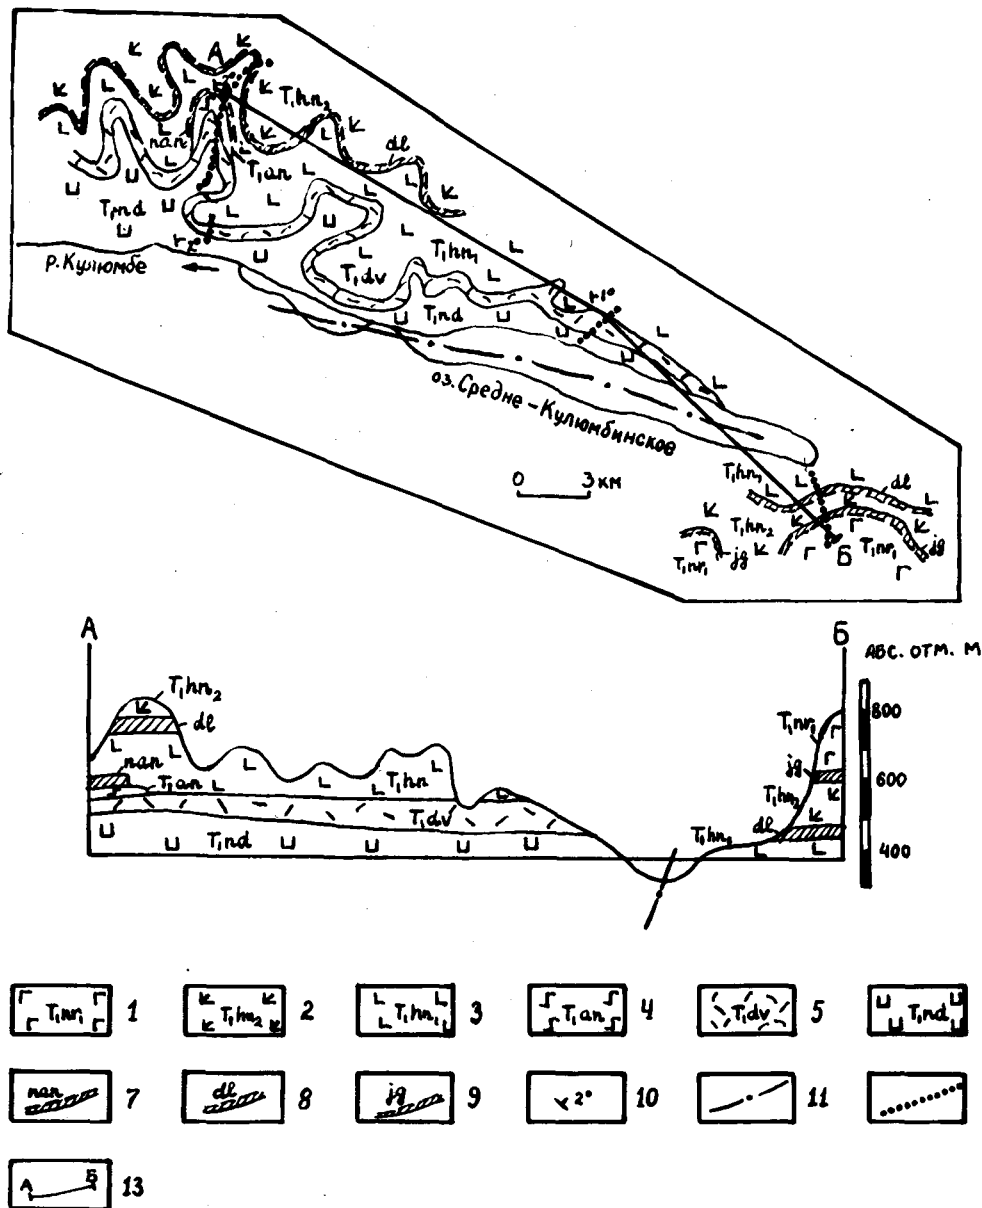 А
T₁hn₂
nan
dl
T₁an
T₁nd
2°
T₁hn₁
р. Кулюмбе
T₁dv
1°
T₁nd
оз. Средне-Кулюмбинское
0 3 км
T₁hn₁
dl
T₁hn₂
T₁nr₁
jg
T₁nr₁
jg
Б
А
Б
АБС. ОТМ. М
T₁hn₂
dl
nan
T₁an
T₁hn
T₁dv
T₁nd
T₁hn₁
dl
T₁hn₂
jg
T₁nr₁
800
600
400
T₁nr₁ 1
T₁hn₂ 2
T₁hn₁ 3
T₁an 4
T₁dv 5
T₁nd
nan 7
dl 8
jg 9
2° 10
11
А Б 13